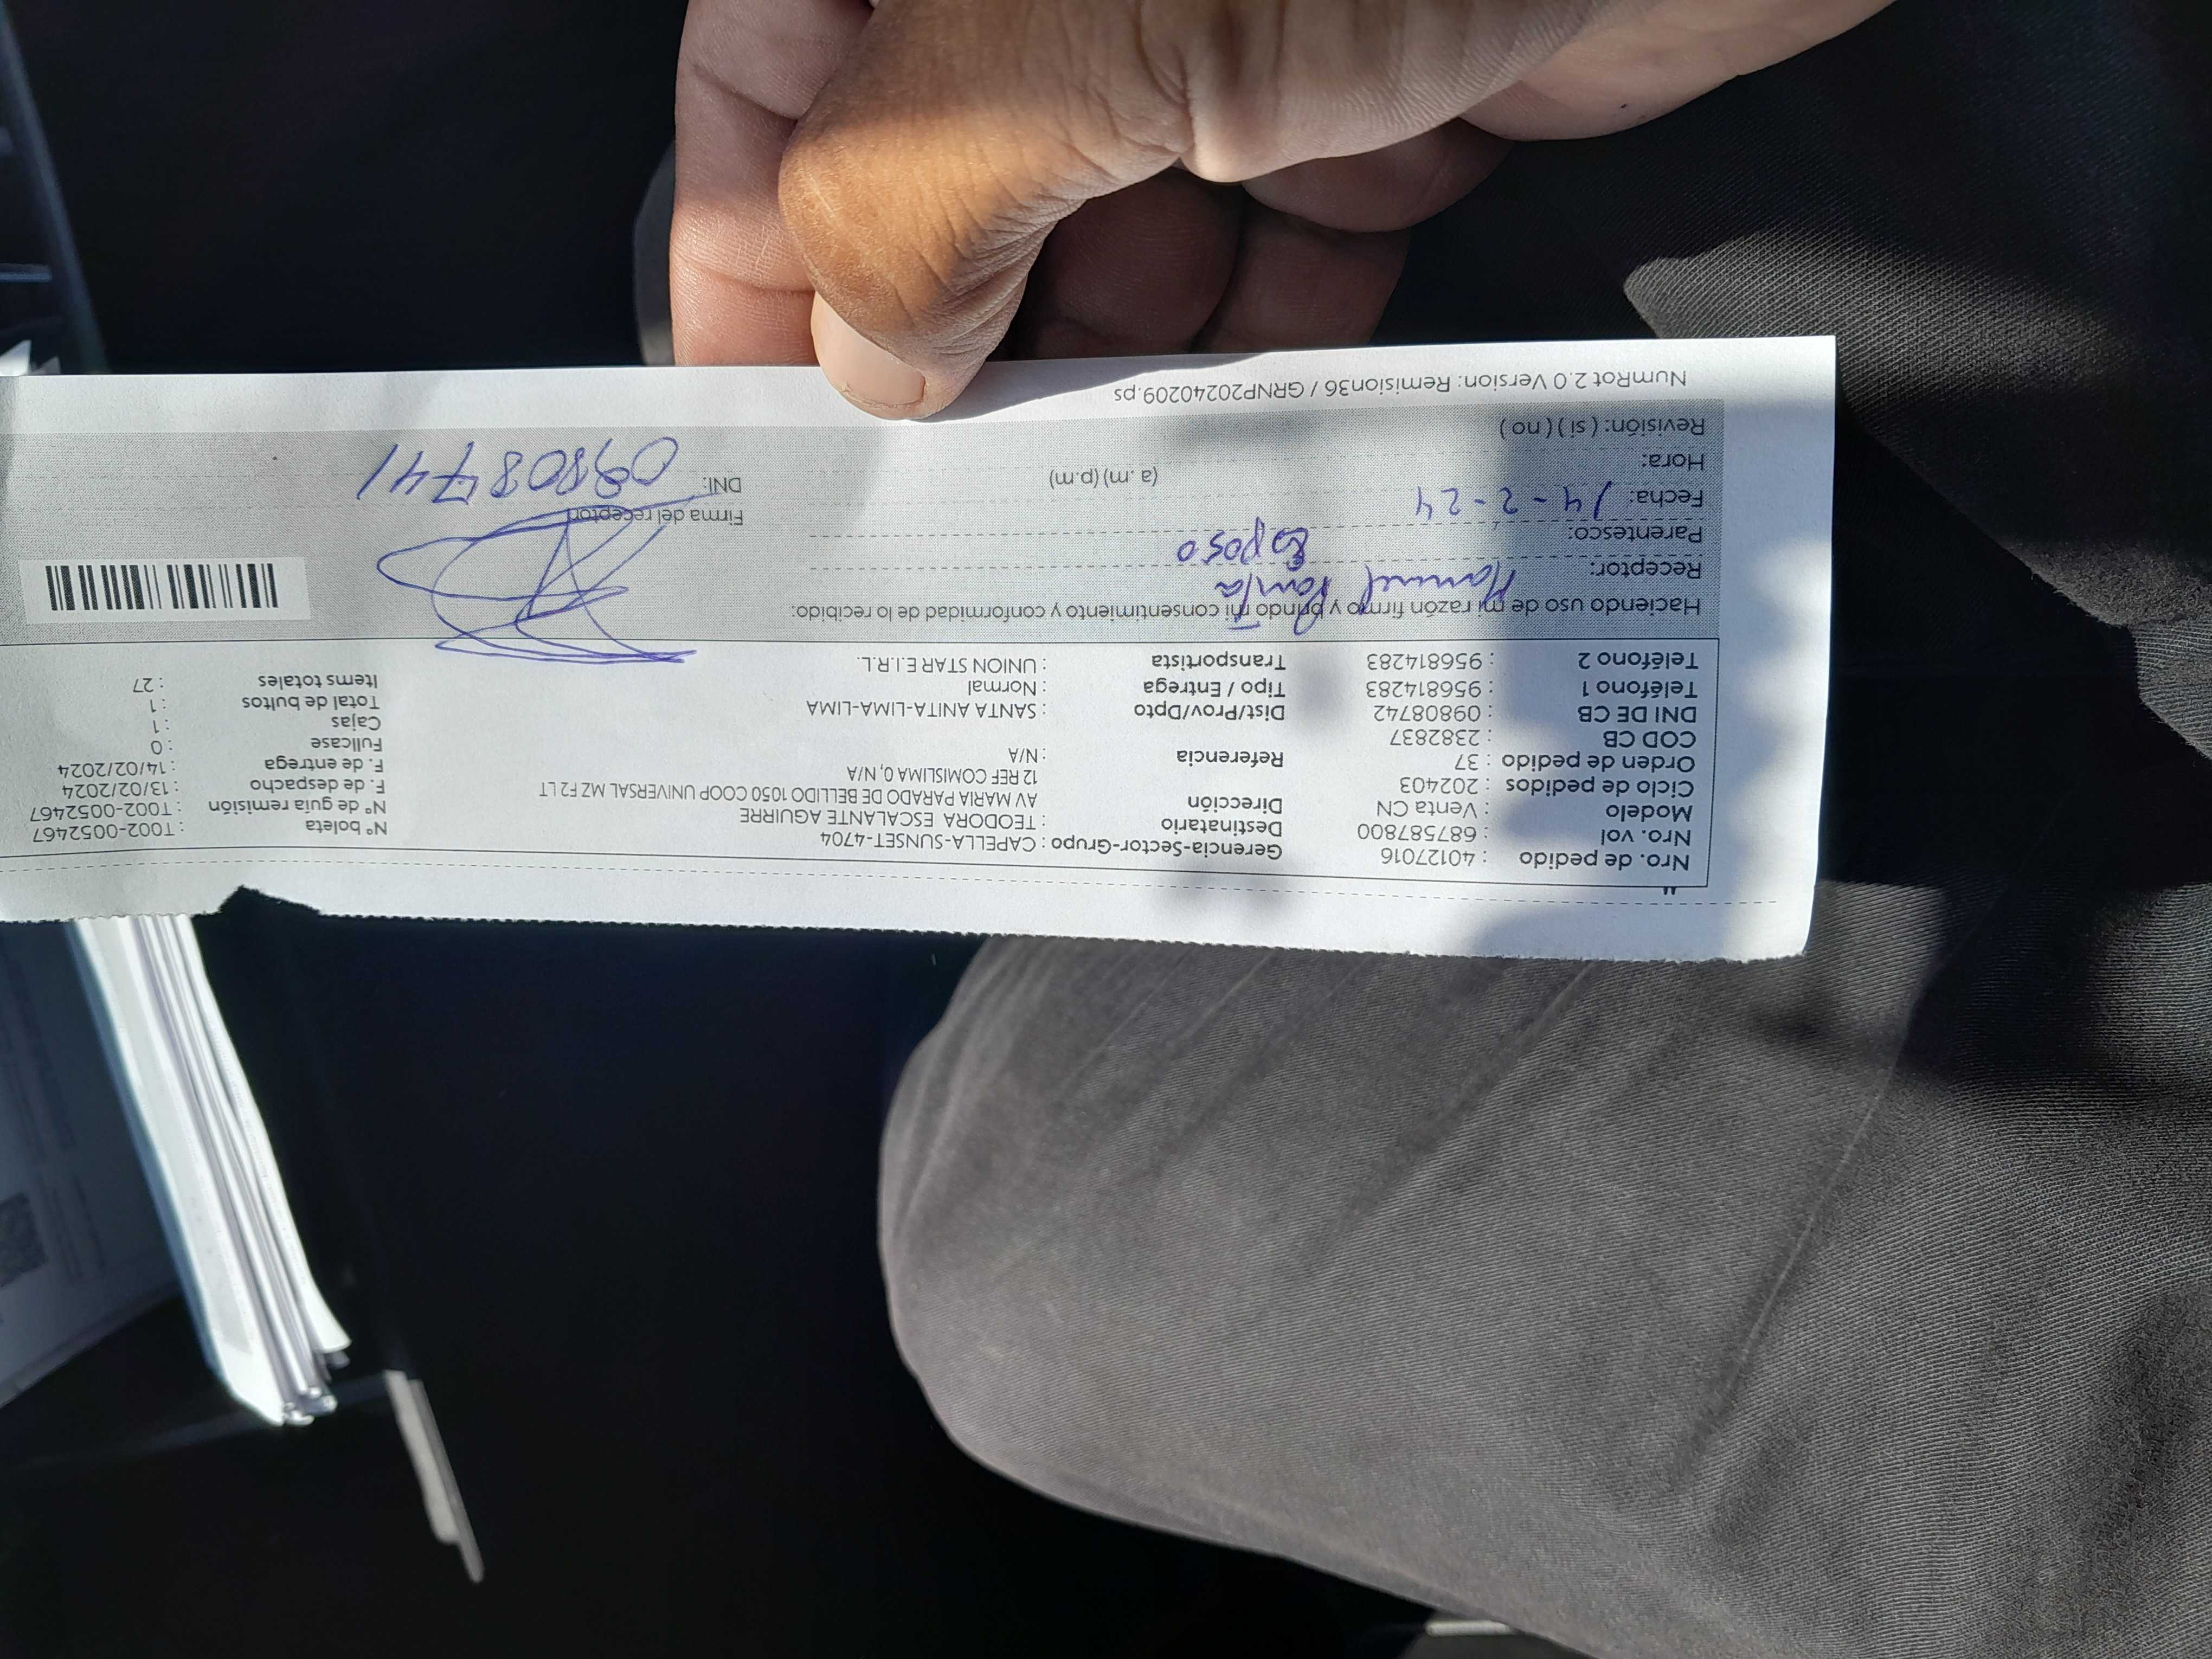 Nro. de pedido : 40127016 Gerencia-Sector-Grupo : CAPELLA-SUNSET-4704 N° boleta : T002-0052467
Nro. vol : 687587800 Destinatario : TEODORA ESCALANTE AGUIRRE N° de guía remisión : T002-0052467
Modelo : Venta CN Dirección AV MARIA PARADO DE BELLIDO 1050 COOP UNIVERSAL MZ F2 LT F. de despacho : 13/02/2024
Ciclo de pedidos : 202403 12 REF COMISLIMA 0, N/A F. de entrega : 14/02/2024
Orden de pedido : 37 Referencia : N/A Fullcase : 0
COD CB : 2382837 Cajas : 1
DNI DE CB : 09808742 Dist/Prov/Dpto : SANTA ANITA-LIMA-LIMA Total de bultos : 1
Teléfono 1 : 956814283 Tipo / Entrega : Normal Items totales : 27
Teléfono 2 : 956814283 Transportista : UNION STAR E.I.R.L.
Haciendo uso de mi razón firmo y brindo mi consentimiento y conformidad de lo recibido:
Receptor: Manuel
Parentesco: Esposo
Fecha: 14-2-24 Firma del receptor
Hora: (a.m) (p.m) DNI: 09808741
Revisión: ( si ) ( no )
NumRot 2.0 Version: Remision36 / GRNP20240209.ps